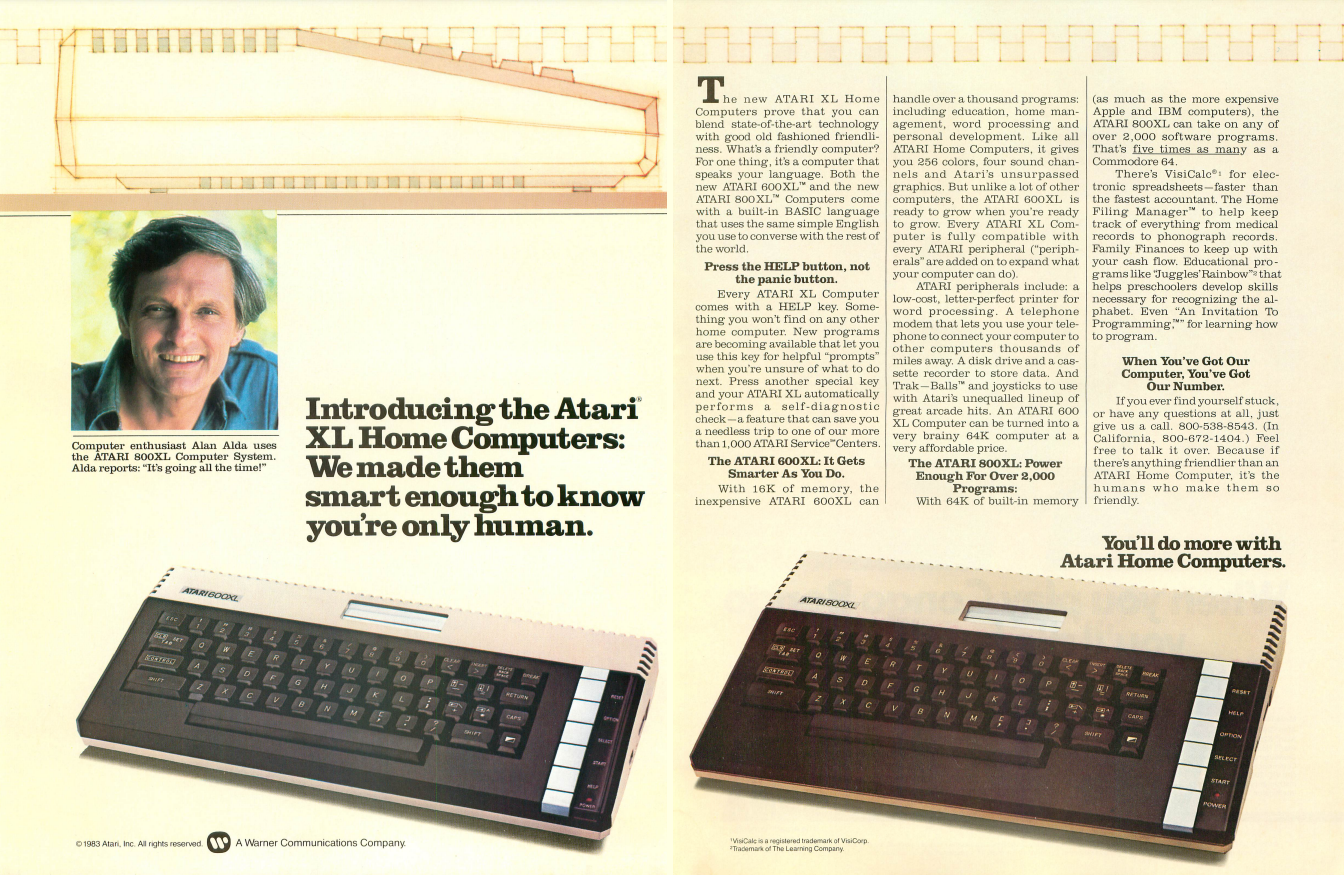 Computer enthusiast Alan Alda uses
the ATARI 800XL Computer System.
Alda reports: “It's going all the time!”
Introducing the Atari®
XL Home Computers:
We made them
smart enough to know
you're only human.
ATARI 600XL
ESC
CONTROL
SHIFT
Q W E R T Y U I O P
RETURN
A S D F G H J K L
CAPS
Z X C V B N M
SHIFT
BREAK
RESET
OPTION
SELECT
START
HELP
POWER
© 1983 Atari, Inc. All rights reserved.
A Warner Communications Company.
The new ATARI XL Home
Computers prove that you can
blend state-of-the-art technology
with good old fashioned friendli-
ness. What's a friendly computer?
For one thing, it's a computer that
speaks your language. Both the
new ATARI 600XL™ and the new
ATARI 800XL™ Computers come
with a built-in BASIC language
that uses the same simple English
you use to converse with the rest of
the world.
Press the HELP button, not
the panic button.
Every ATARI XL Computer
comes with a HELP key. Some-
thing you won't find on any other
home computer. New programs
are becoming available that let you
use this key for helpful “prompts”
when you're unsure of what to do
next. Press another special key
and your ATARI XL automatically
performs a self-diagnostic
check—a feature that can save you
a needless trip to one of our more
than 1,000 ATARI Service℠ Centers.
The ATARI 600XL: It Gets
Smarter As You Do.
With 16K of memory, the
inexpensive ATARI 600XL can
handle over a thousand programs:
including education, home man-
agement, word processing and
personal development. Like all
ATARI Home Computers, it gives
you 256 colors, four sound chan-
nels and Atari's unsurpassed
graphics. But unlike a lot of other
computers, the ATARI 600XL is
ready to grow when you're ready
to grow. Every ATARI XL Com-
puter is fully compatible with
every ATARI peripheral (“periph-
erals” are added on to expand what
your computer can do).
ATARI peripherals include: a
low-cost, letter-perfect printer for
word processing. A telephone
modem that lets you use your tele-
phone to connect your computer to
other computers thousands of
miles away. A disk drive and a cas-
sette recorder to store data. And
Trak—Balls™ and joysticks to use
with Atari's unequalled lineup of
great arcade hits. An ATARI 600
XL Computer can be turned into a
very brainy 64K computer at a
very affordable price.
The ATARI 800XL: Power
Enough For Over 2,000
Programs:
With 64K of built-in memory
(as much as the more expensive
Apple and IBM computers), the
ATARI 800XL can take on any of
over 2,000 software programs.
That's five times as many as a
Commodore 64.
There's VisiCalc®¹ for elec-
tronic spreadsheets—faster than
the fastest accountant. The Home
Filing Manager™ to help keep
track of everything from medical
records to phonograph records.
Family Finances to keep up with
your cash flow. Educational pro-
grams like “Juggles' Rainbow”² that
helps preschoolers develop skills
necessary for recognizing the al-
phabet. Even “An Invitation To
Programming,™” for learning how
to program.
When You've Got Our
Computer, You've Got
Our Number.
If you ever find yourself stuck,
or have any questions at all, just
give us a call. 800-538-8543. (In
California, 800-672-1404.) Feel
free to talk it over. Because if
there's anything friendlier than an
ATARI Home Computer, it's the
humans who make them so
friendly.
You'll do more with
Atari Home Computers.
ATARI 800XL
ESC
BREAK
Q W E R T Y U I O P
RETURN
CONTROL
A S D F G H J K L
CAPS
SHIFT
Z X C V B N M
SHIFT
RESET
HELP
OPTION
SELECT
START
POWER
¹VisiCalc is a registered trademark of VisiCorp.
²Trademark of The Learning Company.